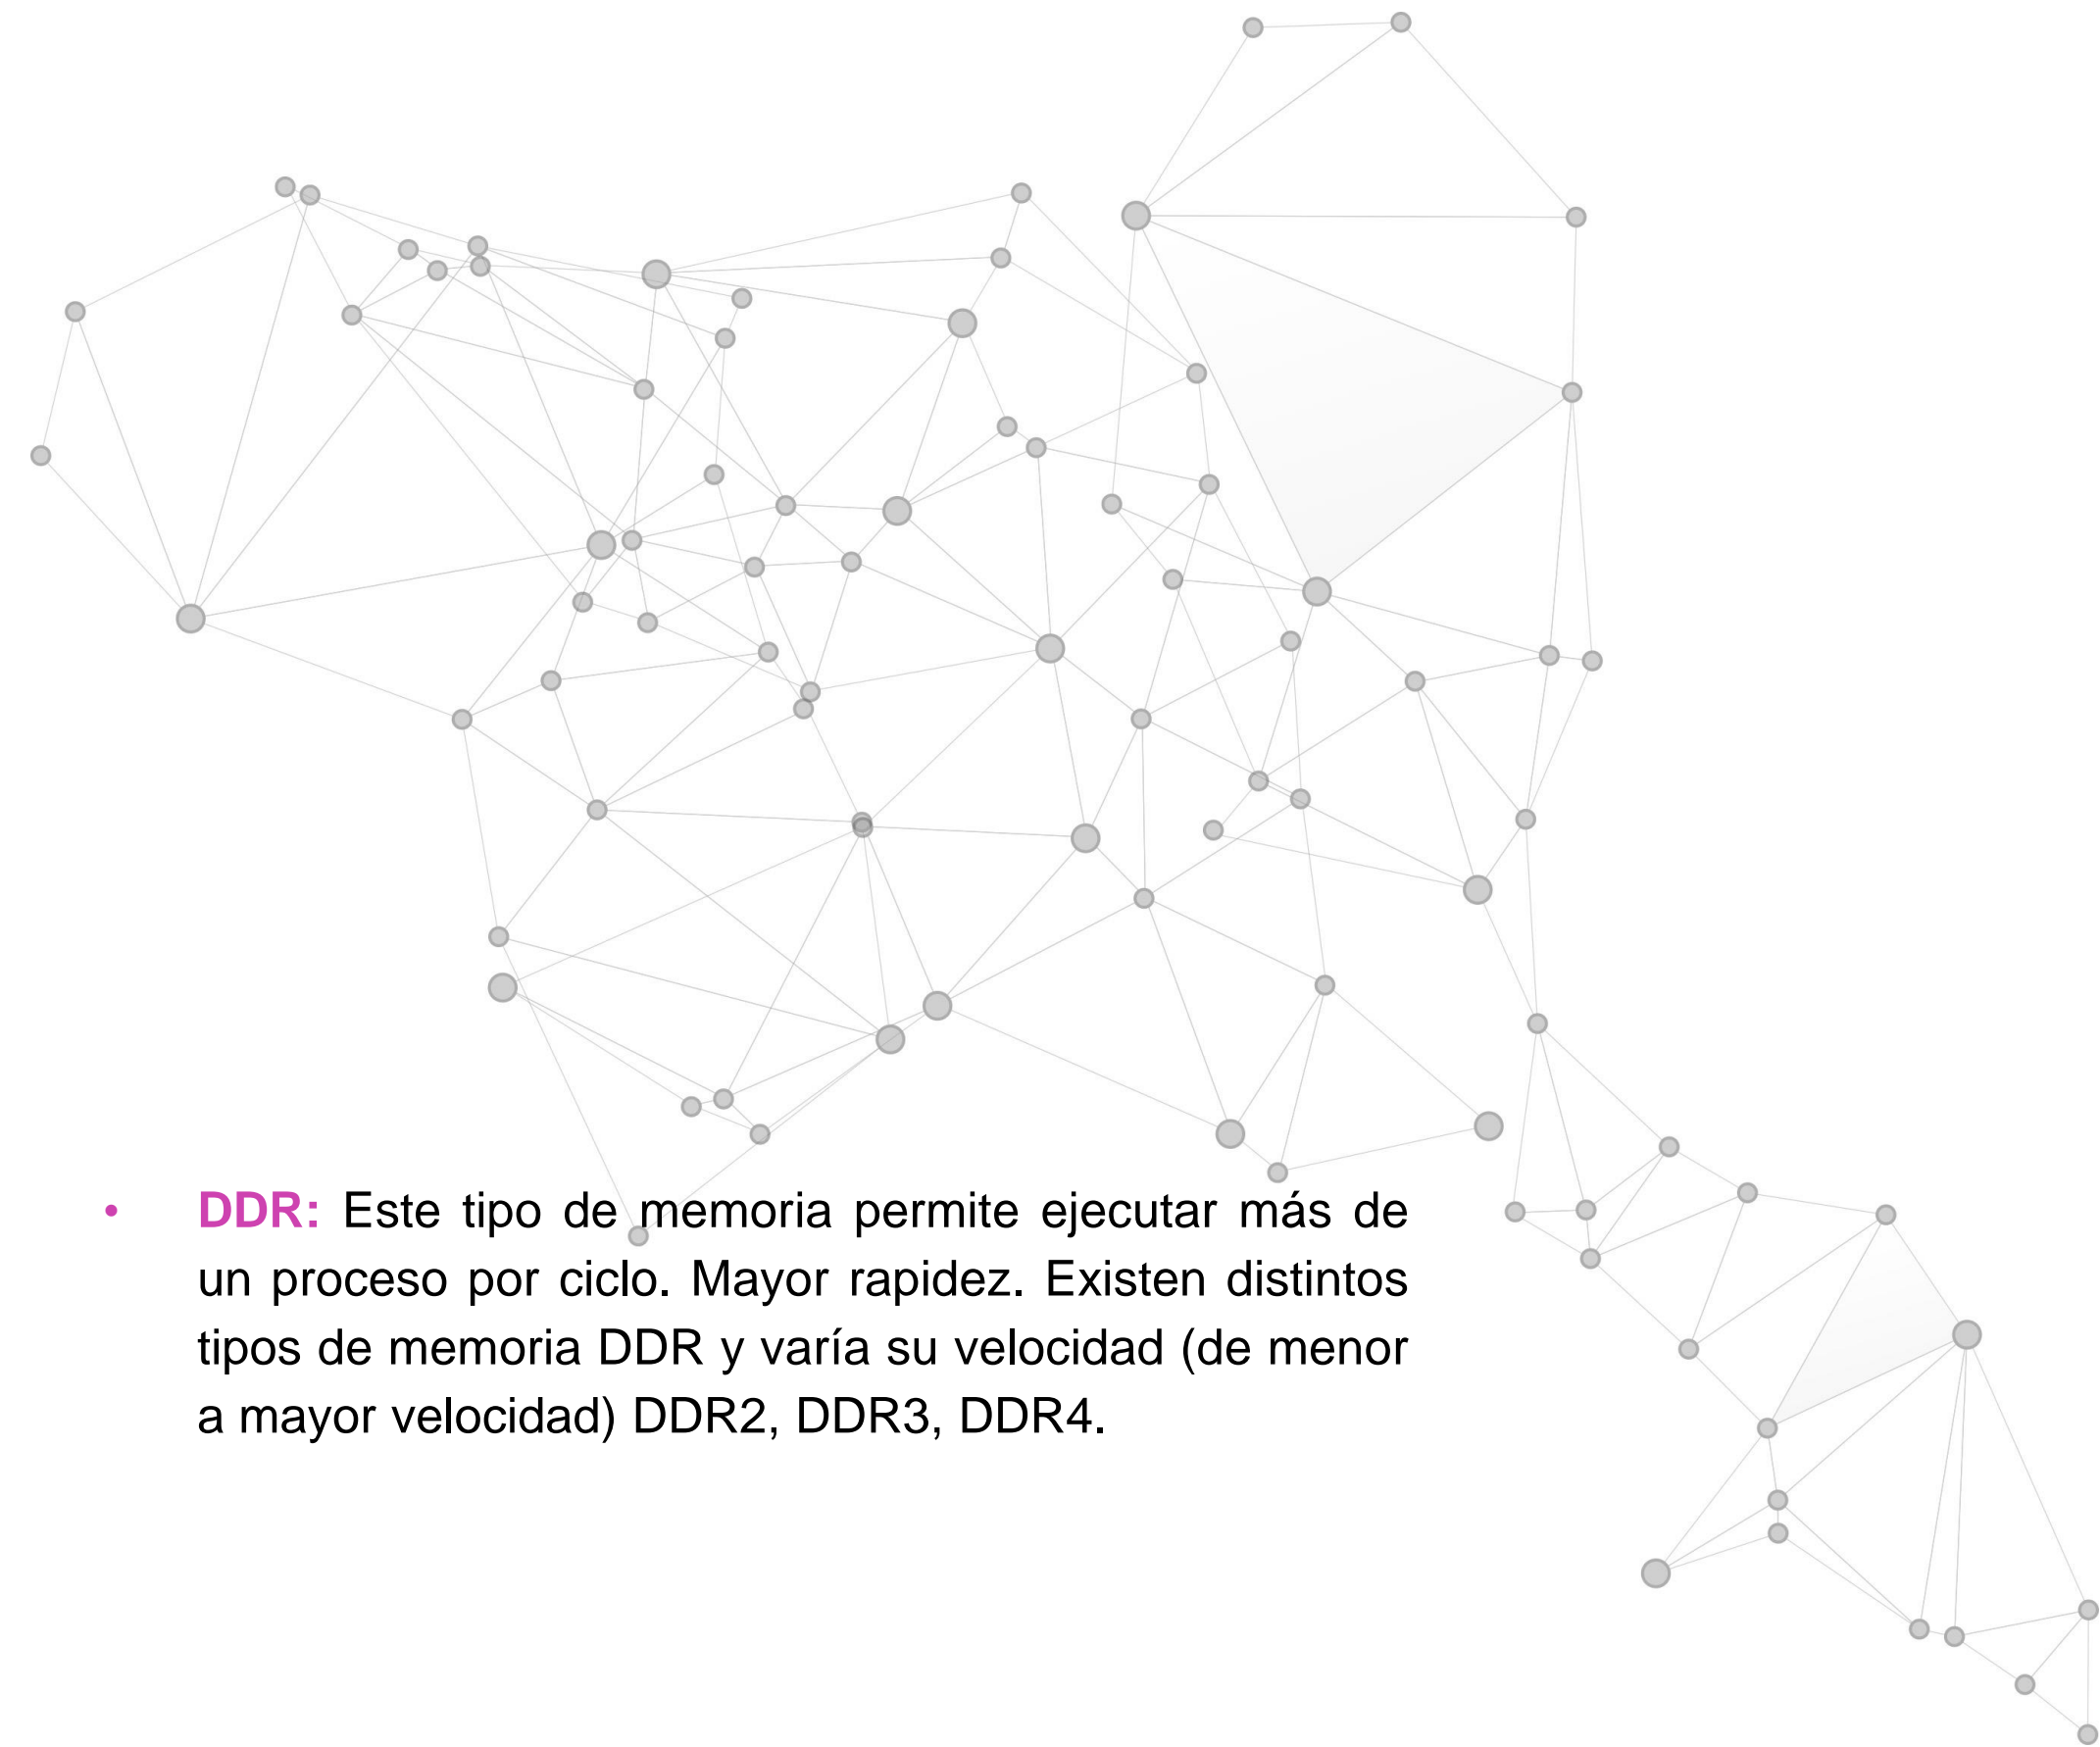 • DDR: Este tipo de memoria permite ejecutar más de
un proceso por ciclo. Mayor rapidez. Existen distintos
tipos de memoria DDR y varía su velocidad (de menor
a mayor velocidad) DDR2, DDR3, DDR4.